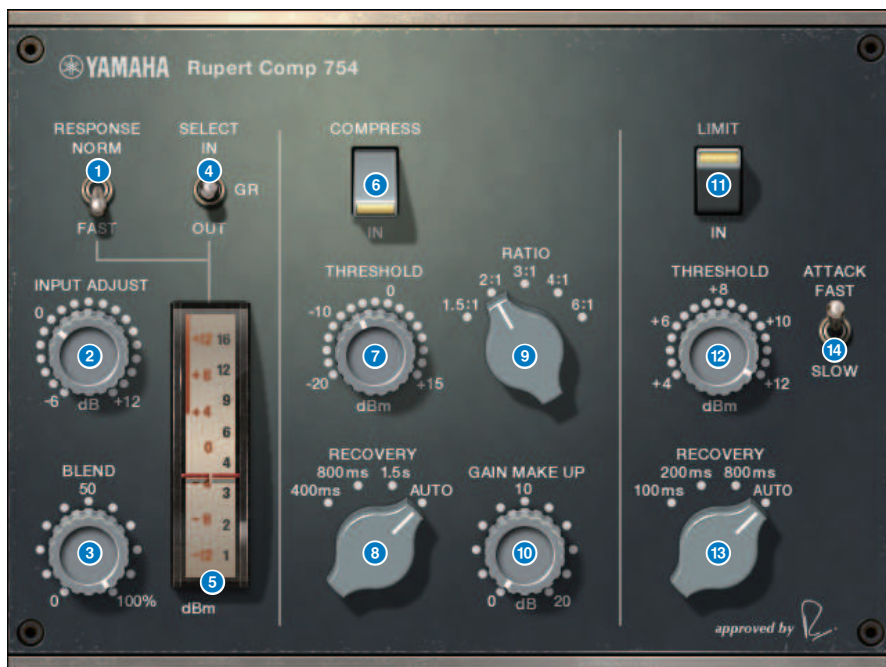 YAMAHA Rupert Comp 754
RESPONSE
NORM
1
FAST
SELECT
IN
4
GR
OUT
INPUT ADJUST
0
2
-6 dB +12
BLEND
50
3
0 100%
+12 16
+8 12
+4 9
0 6
4
-4 3
-8 2
-12 1
5
dBm
COMPRESS
6
IN
THRESHOLD
0
-10
7
-20 +15
dBm
RATIO
3:1
2:1 4:1
1.5:1 6:1
9
RECOVERY
800ms 1.5s
400ms AUTO
8
GAIN MAKE UP
10
10
0 dB 20
LIMIT
11
IN
THRESHOLD
+8
+6 +10
12
+4 +12
dBm
ATTACK
FAST
14
SLOW
RECOVERY
200ms 800ms
100ms AUTO
13
approved by